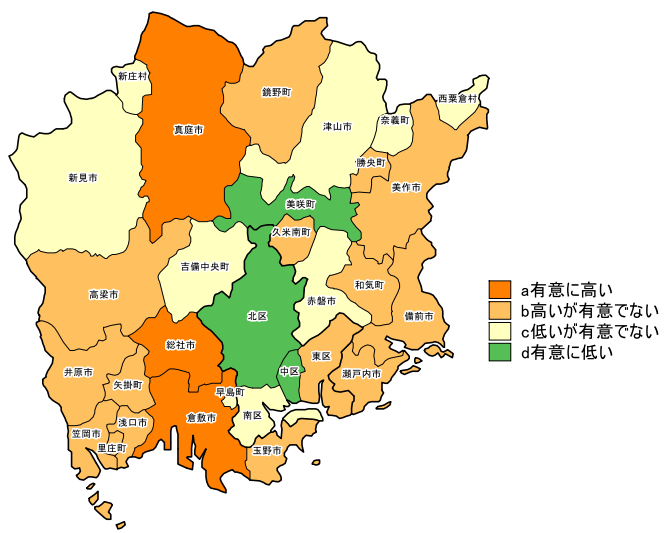 新庄村
鏡野町
西粟倉村
奈義町
津山市
真庭市
勝央町
新見市
美作市
美咲町
久米南町
吉備中央町
和気町
高梁市
赤磐市
備前市
北区
総社市
東区
井原市
中区
瀬戸内市
矢掛町
早島町
浅口市
倉敷市
南区
笠岡市
里庄町
玉野市
a有意に高い
b高いが有意でない
c低いが有意でない
d有意に低い